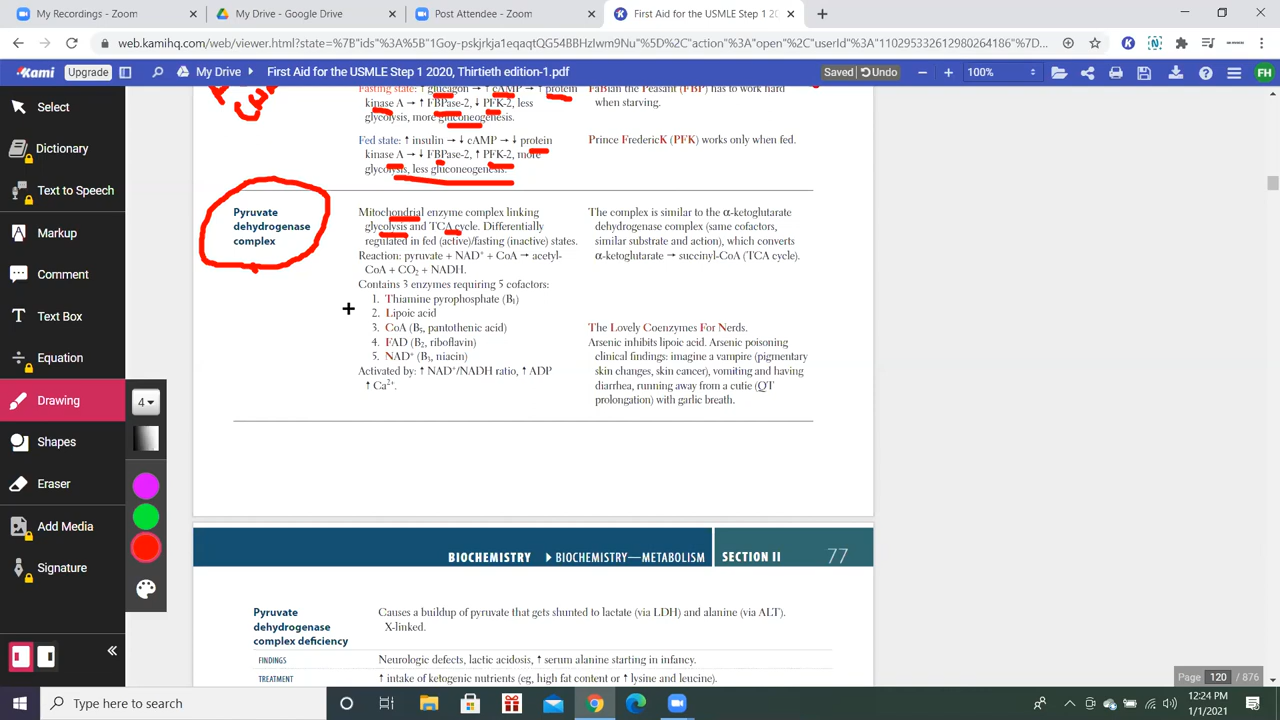 My Recordings - Zoom
My Drive - Google Drive
Post Attendee - Zoom
First Aid for the USMLE Step 1 20
web.kamihq.com/web/viewer.html?state=%7B"ids"%3A%5B"1Goy-pskjrkja1eqaqtQG54BBHzIwm9Nu"%5D%2C"action"%3A"open"%2C"userId"%3A"110295332612980264186"%7D...
Kami
Upgrade
My Drive
First Aid for the USMLE Step 1 2020, Thirtieth edition-1.pdf
Saved
Undo
100%
FH
Select
Dictionary
Text to Speech
Markup
Comment
Text Box
Equation
Drawing
Shapes
Eraser
Add Media
Signature
4
Fasting state: ↑ glucagon → ↑ cAMP → ↑ protein
kinase A → ↑ FBPase-2, ↓ PFK-2, less
glycolysis, more gluconeogenesis.
FaBian the Peasant (FBP) has to work hard
when starving.
Fed state: ↑ insulin → ↓ cAMP → ↓ protein
kinase A → ↓ FBPase-2, ↑ PFK-2, more
glycolysis, less gluconeogenesis.
Prince FredericK (PFK) works only when fed.
Pyruvate
dehydrogenase
complex
Mitochondrial enzyme complex linking
glycolysis and TCA cycle. Differentially
regulated in fed (active)/fasting (inactive) states.
Reaction: pyruvate + NAD⁺ + CoA → acetyl-
CoA + CO₂ + NADH.
Contains 3 enzymes requiring 5 cofactors:
1. Thiamine pyrophosphate (B₁)
2. Lipoic acid
3. CoA (B₅, pantothenic acid)
4. FAD (B₂, riboflavin)
5. NAD⁺ (B₃, niacin)
Activated by: ↑ NAD⁺/NADH ratio, ↑ ADP
↑ Ca²⁺.
The complex is similar to the α-ketoglutarate
dehydrogenase complex (same cofactors,
similar substrate and action), which converts
α-ketoglutarate → succinyl-CoA (TCA cycle).
The Lovely Coenzymes For Nerds.
Arsenic inhibits lipoic acid. Arsenic poisoning
clinical findings: imagine a vampire (pigmentary
skin changes, skin cancer), vomiting and having
diarrhea, running away from a cutie (QT
prolongation) with garlic breath.
BIOCHEMISTRY ▶ BIOCHEMISTRY—METABOLISM
SECTION II
77
Pyruvate
dehydrogenase
complex deficiency
Causes a buildup of pyruvate that gets shunted to lactate (via LDH) and alanine (via ALT).
X-linked.
FINDINGS
Neurologic defects, lactic acidosis, ↑ serum alanine starting in infancy.
TREATMENT
↑ intake of ketogenic nutrients (eg, high fat content or ↑ lysine and leucine).
Page 120 / 876
Type here to search
12:24 PM
1/1/2021